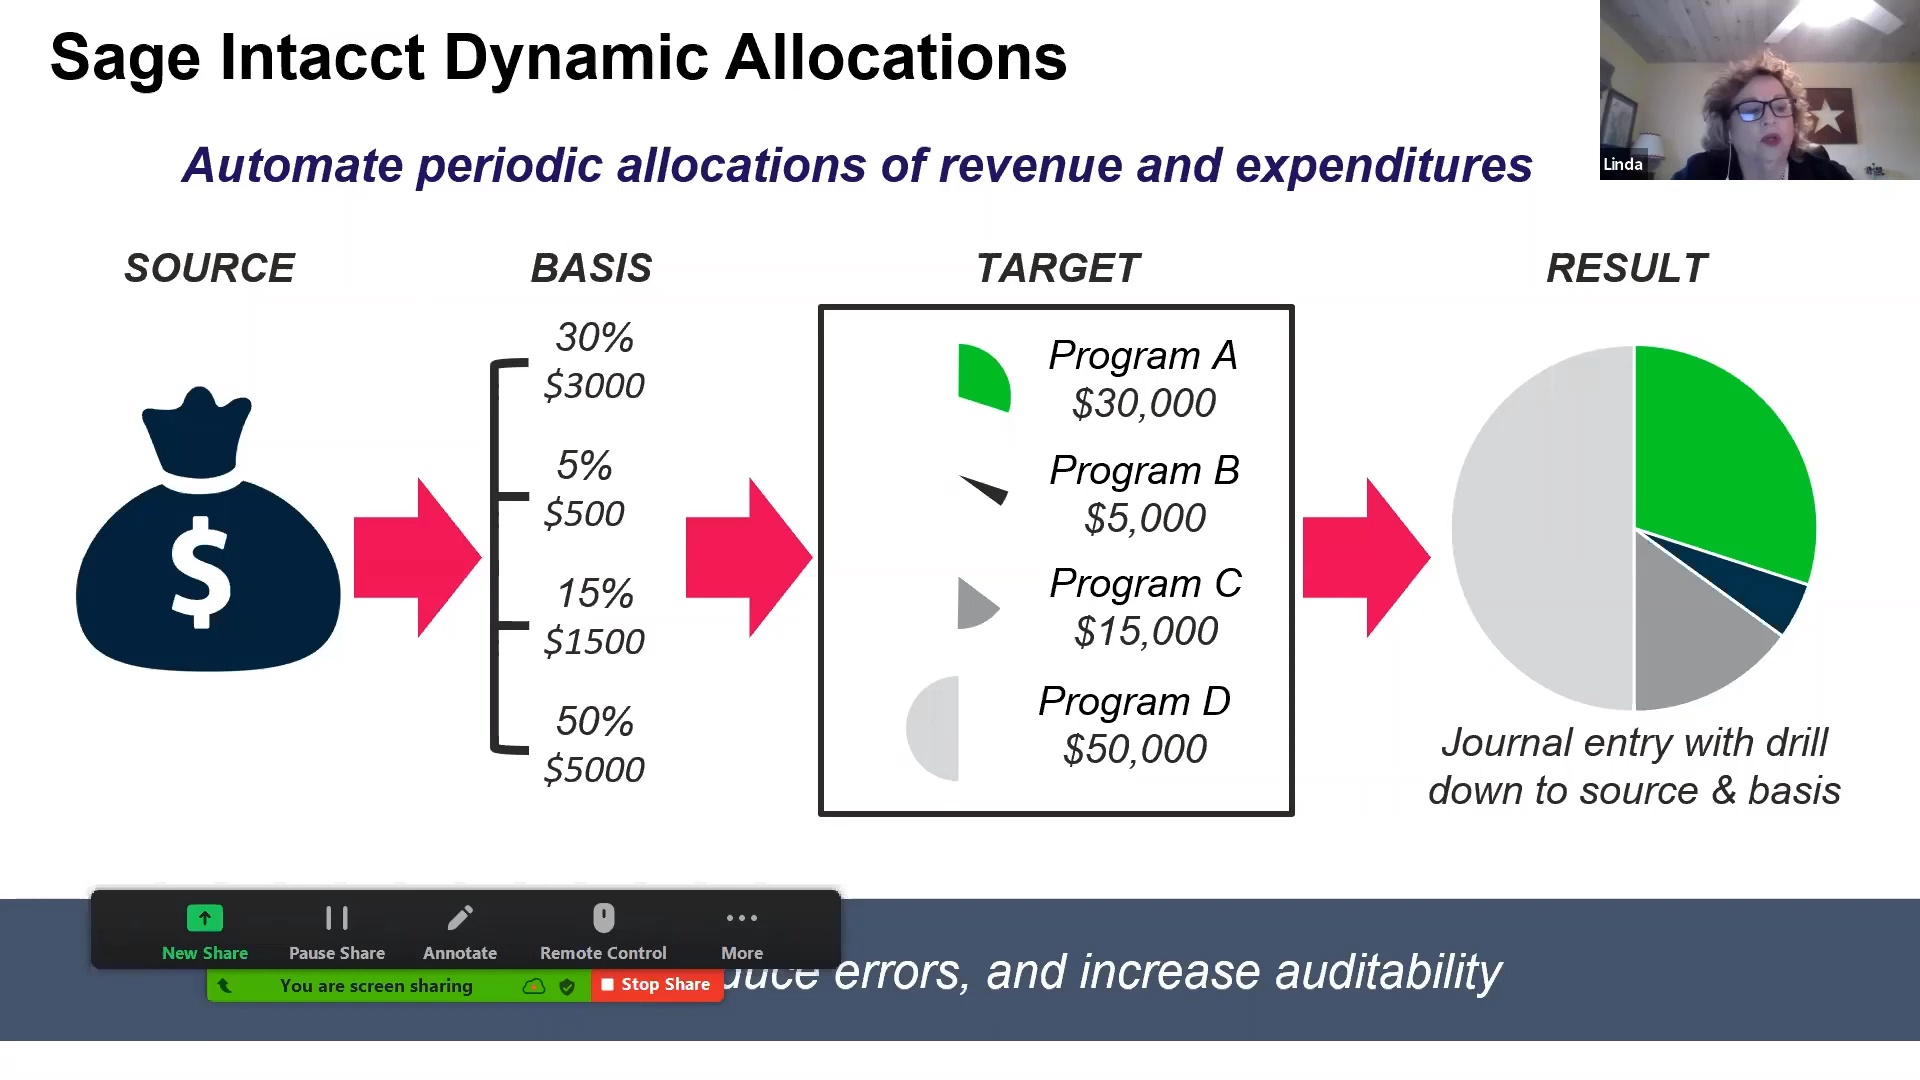 Sage Intacct Dynamic Allocations
Linda
Automate periodic allocations of revenue and expenditures
SOURCE
BASIS
TARGET
RESULT
$
30%
$3000
5%
$500
15%
$1500
50%
$5000
Program A
$30,000
Program B
$5,000
Program C
$15,000
Program D
$50,000
Journal entry with drill
down to source & basis
New Share
Pause Share
Annotate
Remote Control
More
You are screen sharing
Stop Share
errors, and increase auditability